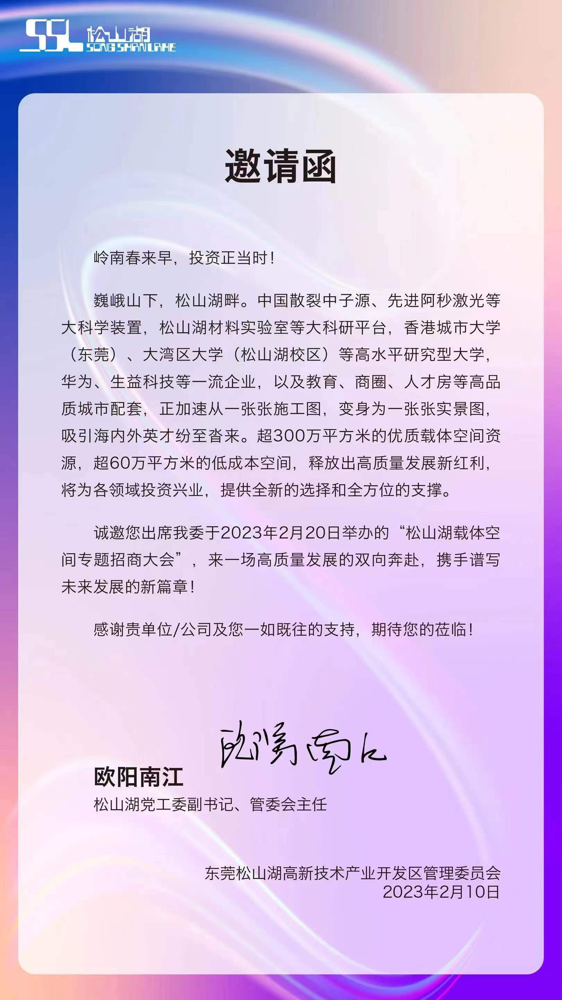 SSL 松山湖
SONG SHAN LAKE
邀请函
岭南春来早，投资正当时！
巍峨山下，松山湖畔。中国散裂中子源、先进阿秒激光等
大科学装置，松山湖材料实验室等大科研平台，香港城市大学
（东莞）、大湾区大学（松山湖校区）等高水平研究型大学，
华为、生益科技等一流企业，以及教育、商圈、人才房等高品
质城市配套，正加速从一张张施工图，变身为一张张实景图，
吸引海内外英才纷至沓来。超300万平方米的优质载体空间资
源，超60万平方米的低成本空间，释放出高质量发展新红利，
将为各领域投资兴业，提供全新的选择和全方位的支撑。
诚邀您出席我委于2023年2月20日举办的“松山湖载体空
间专题招商大会”，来一场高质量发展的双向奔赴，携手谱写
未来发展的新篇章！
感谢贵单位/公司及您一如既往的支持，期待您的莅临！
欧阳南江
欧阳南江
松山湖党工委副书记、管委会主任
东莞松山湖高新技术产业开发区管理委员会
2023年2月10日